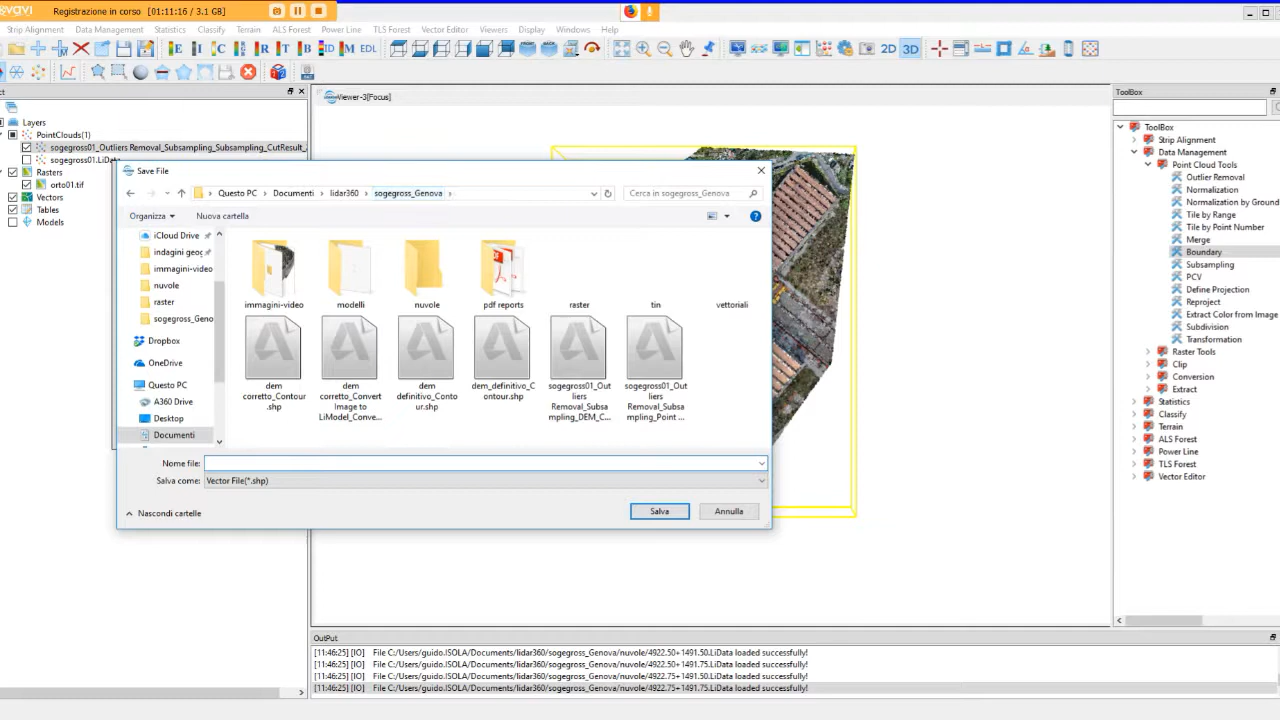 Registrazione in corso [01:11:16 / 3.1 GB ]
Strip Alignment Data Management Statistics Classify Terrain ALS Forest Power Line TLS Forest Vector Editor Viewers Display Windows Help
E I C R T B ID M EDL 2D 3D
Layers
PointClouds(1)
sogegross01_Outliers Removal_Subsampling_Subsampling_CutResult_
sogegross01.LiData
Rasters
orto01.tif
Vectors
Tables
Models
Viewer-3[Focus]
Save File
Questo PC > Documenti > lidar360 > sogegross_Genova >
Cerca in sogegross_Genova
Organizza
Nuova cartella
iCloud Drive
indagini geog
immagini-video
nuvole
raster
sogegross_Geno
Dropbox
OneDrive
Questo PC
A360 Drive
Desktop
Documenti
immagini-video
modelli
nuvole
pdf reports
raster
tin
vettoriali
dem
corretto_Contour.
shp
dem
corretto_Convert
Image to
LiModel_Conve...
dem
definitivo_Conto
ur.shp
dem_definitivo_C
ontour.shp
sogegross01_Out
liers
Removal_Subsa
mpling_DEM_C...
sogegross01_Out
liers
Removal_Subsa
mpling_Point ...
Nome file:
Salva come: Vector File(*.shp)
Nascondi cartelle
Salva
Annulla
ToolBox
ToolBox
Strip Alignment
Data Management
Point Cloud Tools
Outlier Removal
Normalization
Normalization by Ground
Tile by Range
Tile by Point Number
Merge
Boundary
Subsampling
PCV
Define Projection
Reproject
Extract Color from Image
Subdivision
Transformation
Raster Tools
Clip
Conversion
Extract
Statistics
Classify
Terrain
ALS Forest
Power Line
TLS Forest
Vector Editor
OutPut
[11:46:25] [IO] File C:/Users/guido.ISOLA/Documents/lidar360/sogegross_Genova/nuvole/4922.50+1491.50.LiData loaded successfully!
[11:46:25] [IO] File C:/Users/guido.ISOLA/Documents/lidar360/sogegross_Genova/nuvole/4922.50+1491.75.LiData loaded successfully!
[11:46:25] [IO] File C:/Users/guido.ISOLA/Documents/lidar360/sogegross_Genova/nuvole/4922.75+1491.50.LiData loaded successfully!
[11:46:25] [IO] File C:/Users/guido.ISOLA/Documents/lidar360/sogegross_Genova/nuvole/4922.75+1491.75.LiData loaded successfully!